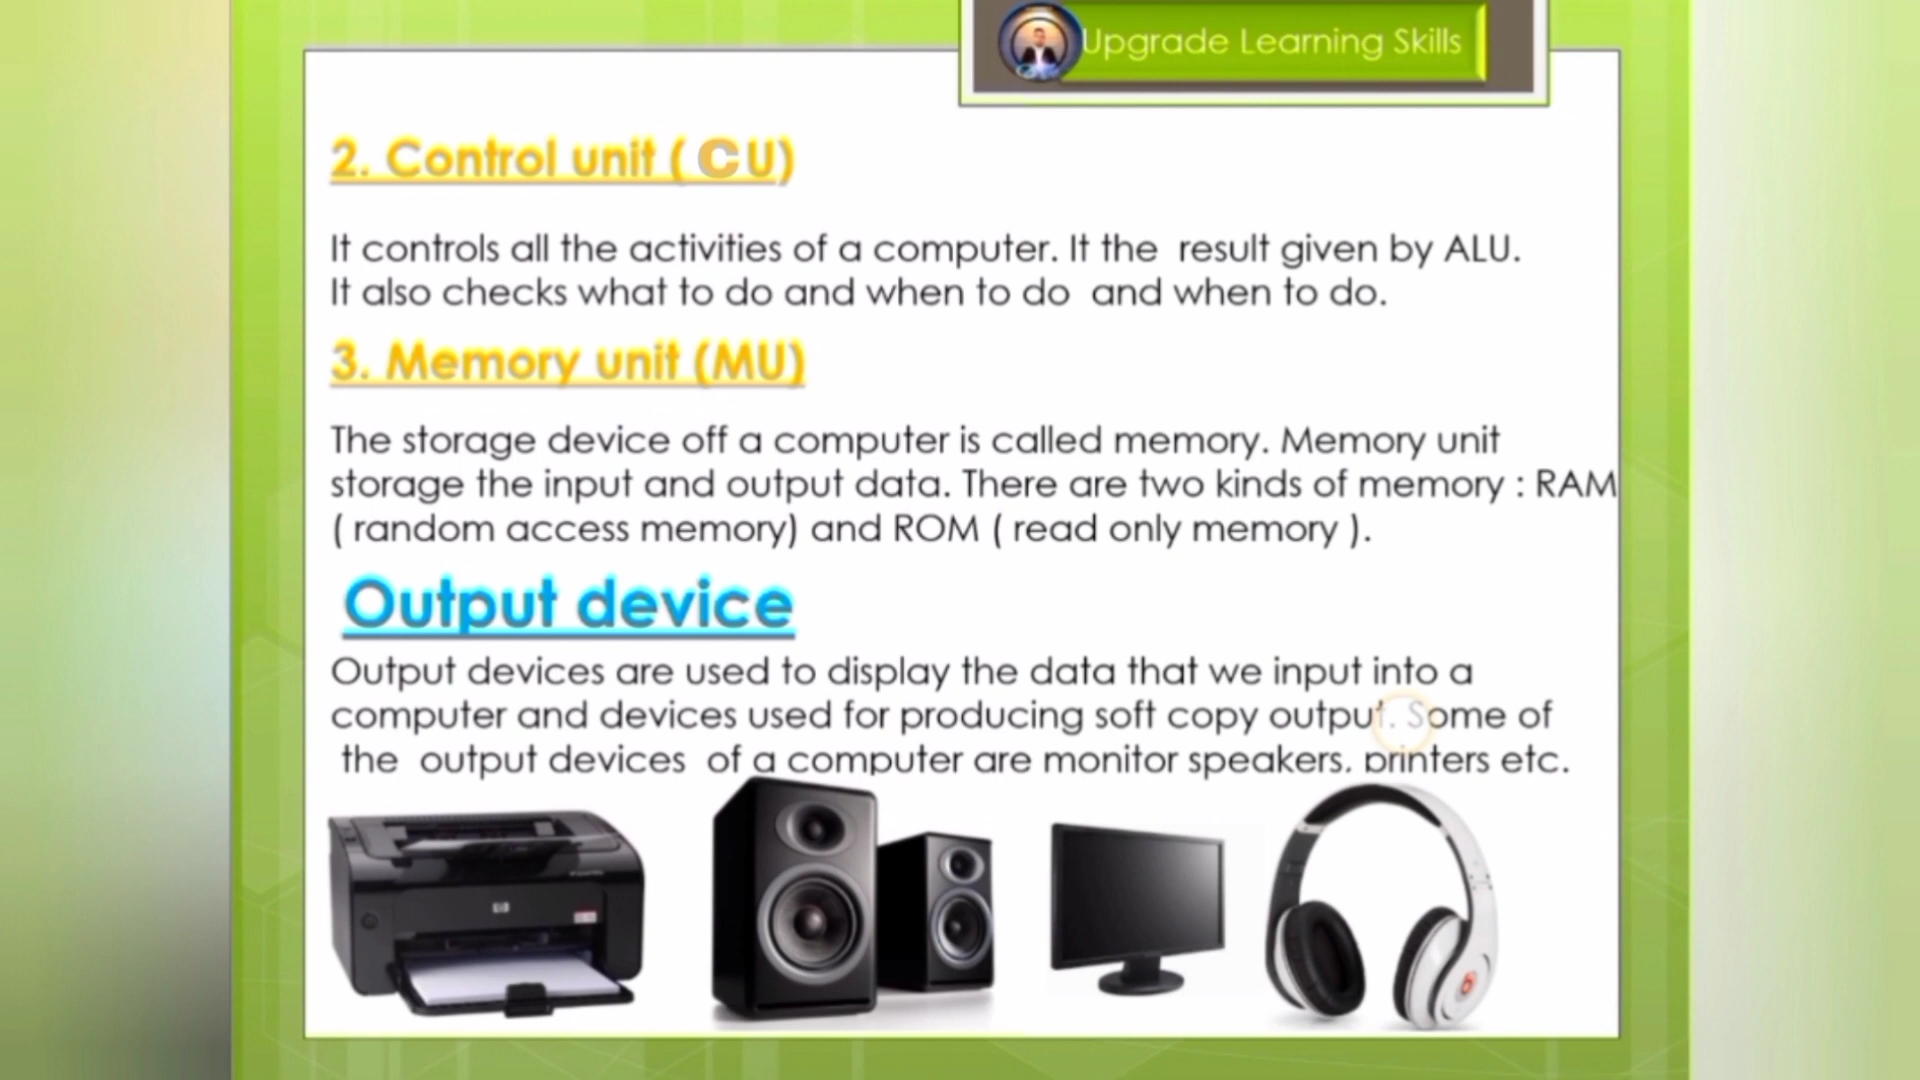 Upgrade Learning Skills
2. Control unit ( CU)
It controls all the activities of a computer. It the result given by ALU.
It also checks what to do and when to do and when to do.
3. Memory unit (MU)
The storage device off a computer is called memory. Memory unit
storage the input and output data. There are two kinds of memory : RAM
( random access memory) and ROM ( read only memory ).
Output device
Output devices are used to display the data that we input into a
computer and devices used for producing soft copy output. Some of
the output devices of a computer are monitor speakers, printers etc.
hp